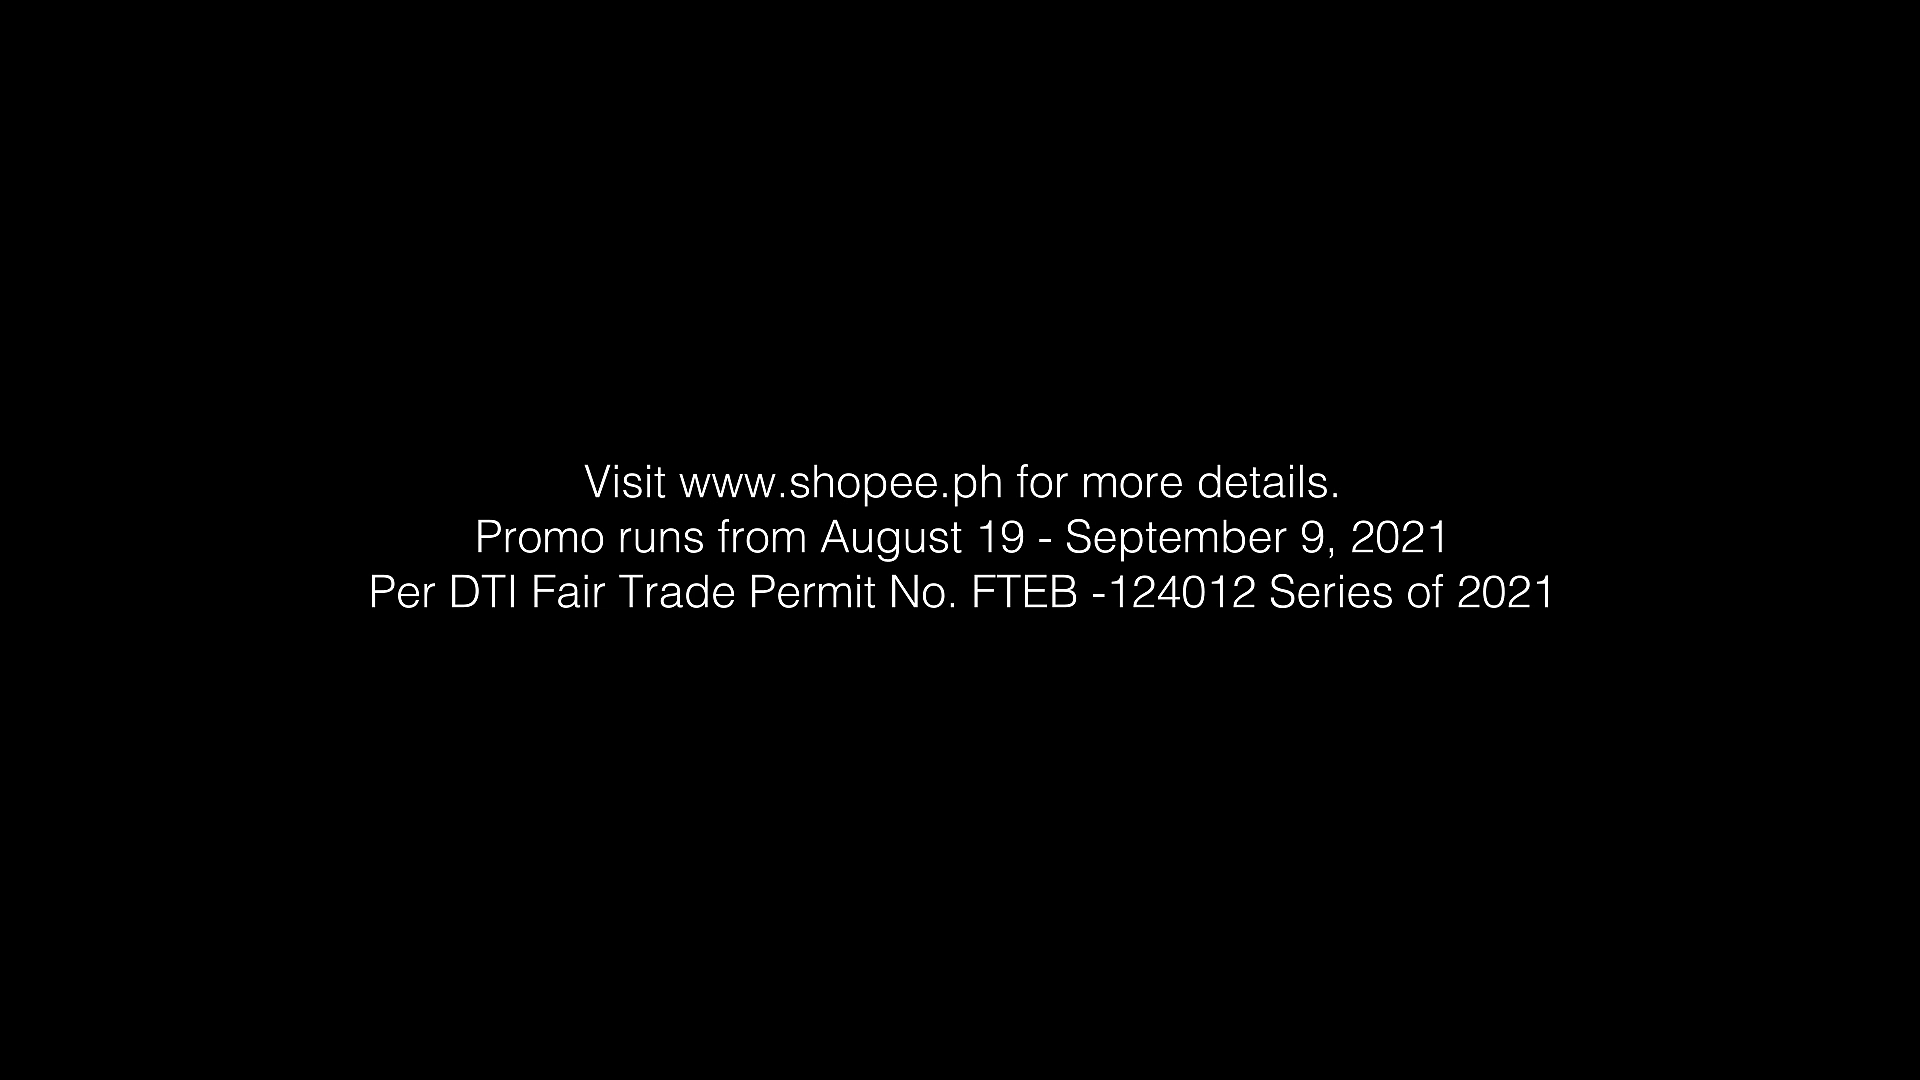 Visit www.shopee.ph for more details.
Promo runs from August 19 - September 9, 2021
Per DTI Fair Trade Permit No. FTEB -124012 Series of 2021